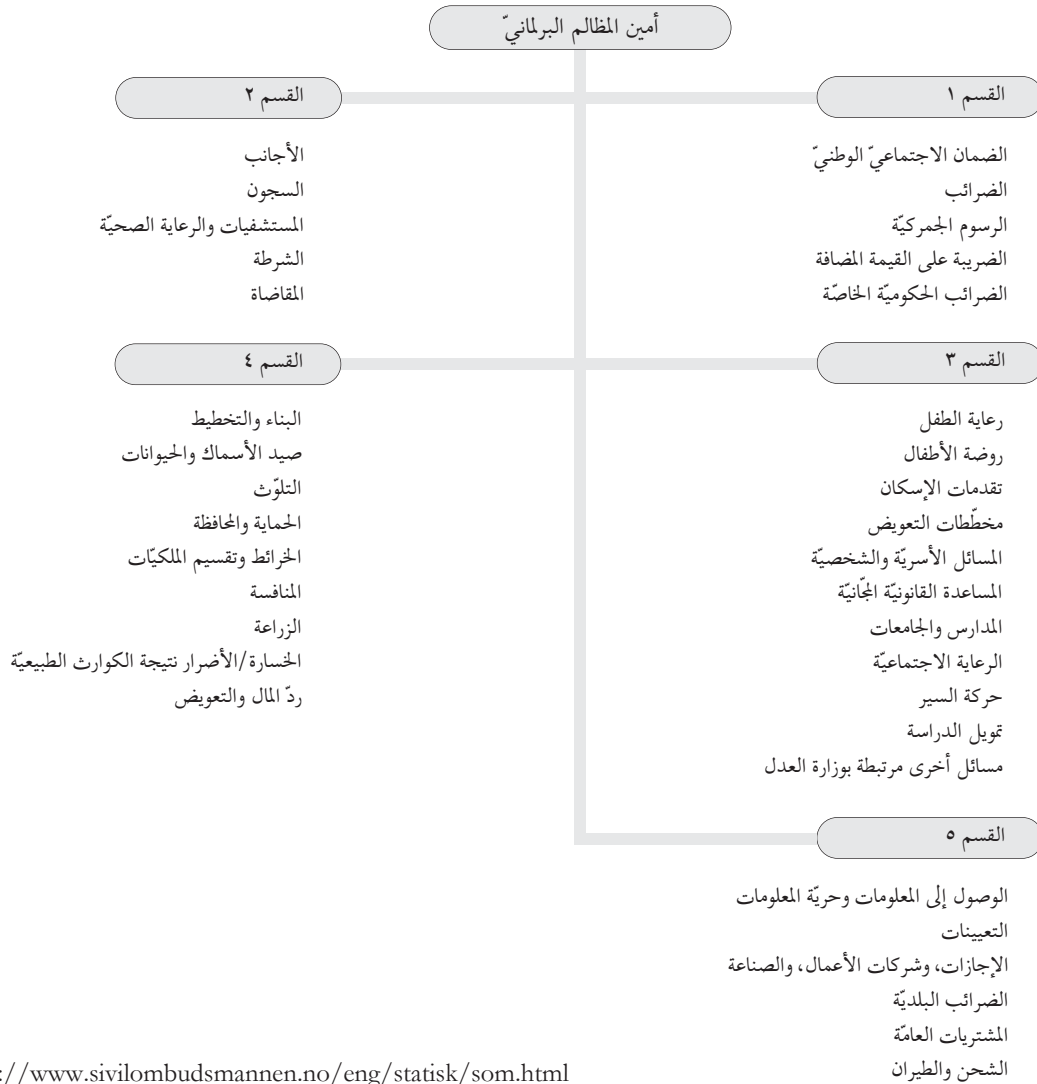 أمين المظالم البرلمانيّ
القسم ١
الضمان الاجتماعيّ الوطنيّ
الضرائب
الرسوم الجمركيّة
الضريبة على القيمة المضافة
الضرائب الحكوميّة الخاصّة
القسم ٢
الأجانب
السجون
المستشفيات والرعاية الصحيّة
الشرطة
المقاضاة
القسم ٣
رعاية الطفل
روضة الأطفال
تقدمات الإسكان
مخطّطات التعويض
المسائل الأسريّة والشخصيّة
المساعدة القانونيّة المجّانيّة
المدارس والجامعات
الرعاية الاجتماعيّة
حركة السير
تمويل الدراسة
مسائل أخرى مرتبطة بوزارة العدل
القسم ٤
البناء والتخطيط
صيد الأسماك والحيوانات
التلوّث
الحماية والمحافظة
الخرائط وتقسيم الملكيّات
المنافسة
الزراعة
الخسارة/الأضرار نتيجة الكوارث الطبيعيّة
ردّ المال والتعويض
القسم ٥
الوصول إلى المعلومات وحريّة المعلومات
التعيينات
الإجازات، وشركات الأعمال، والصناعة
الضرائب البلديّة
المشتريات العامّة
الشحن والطيران
://www.sivilombudsmannen.no/eng/statisk/som.html